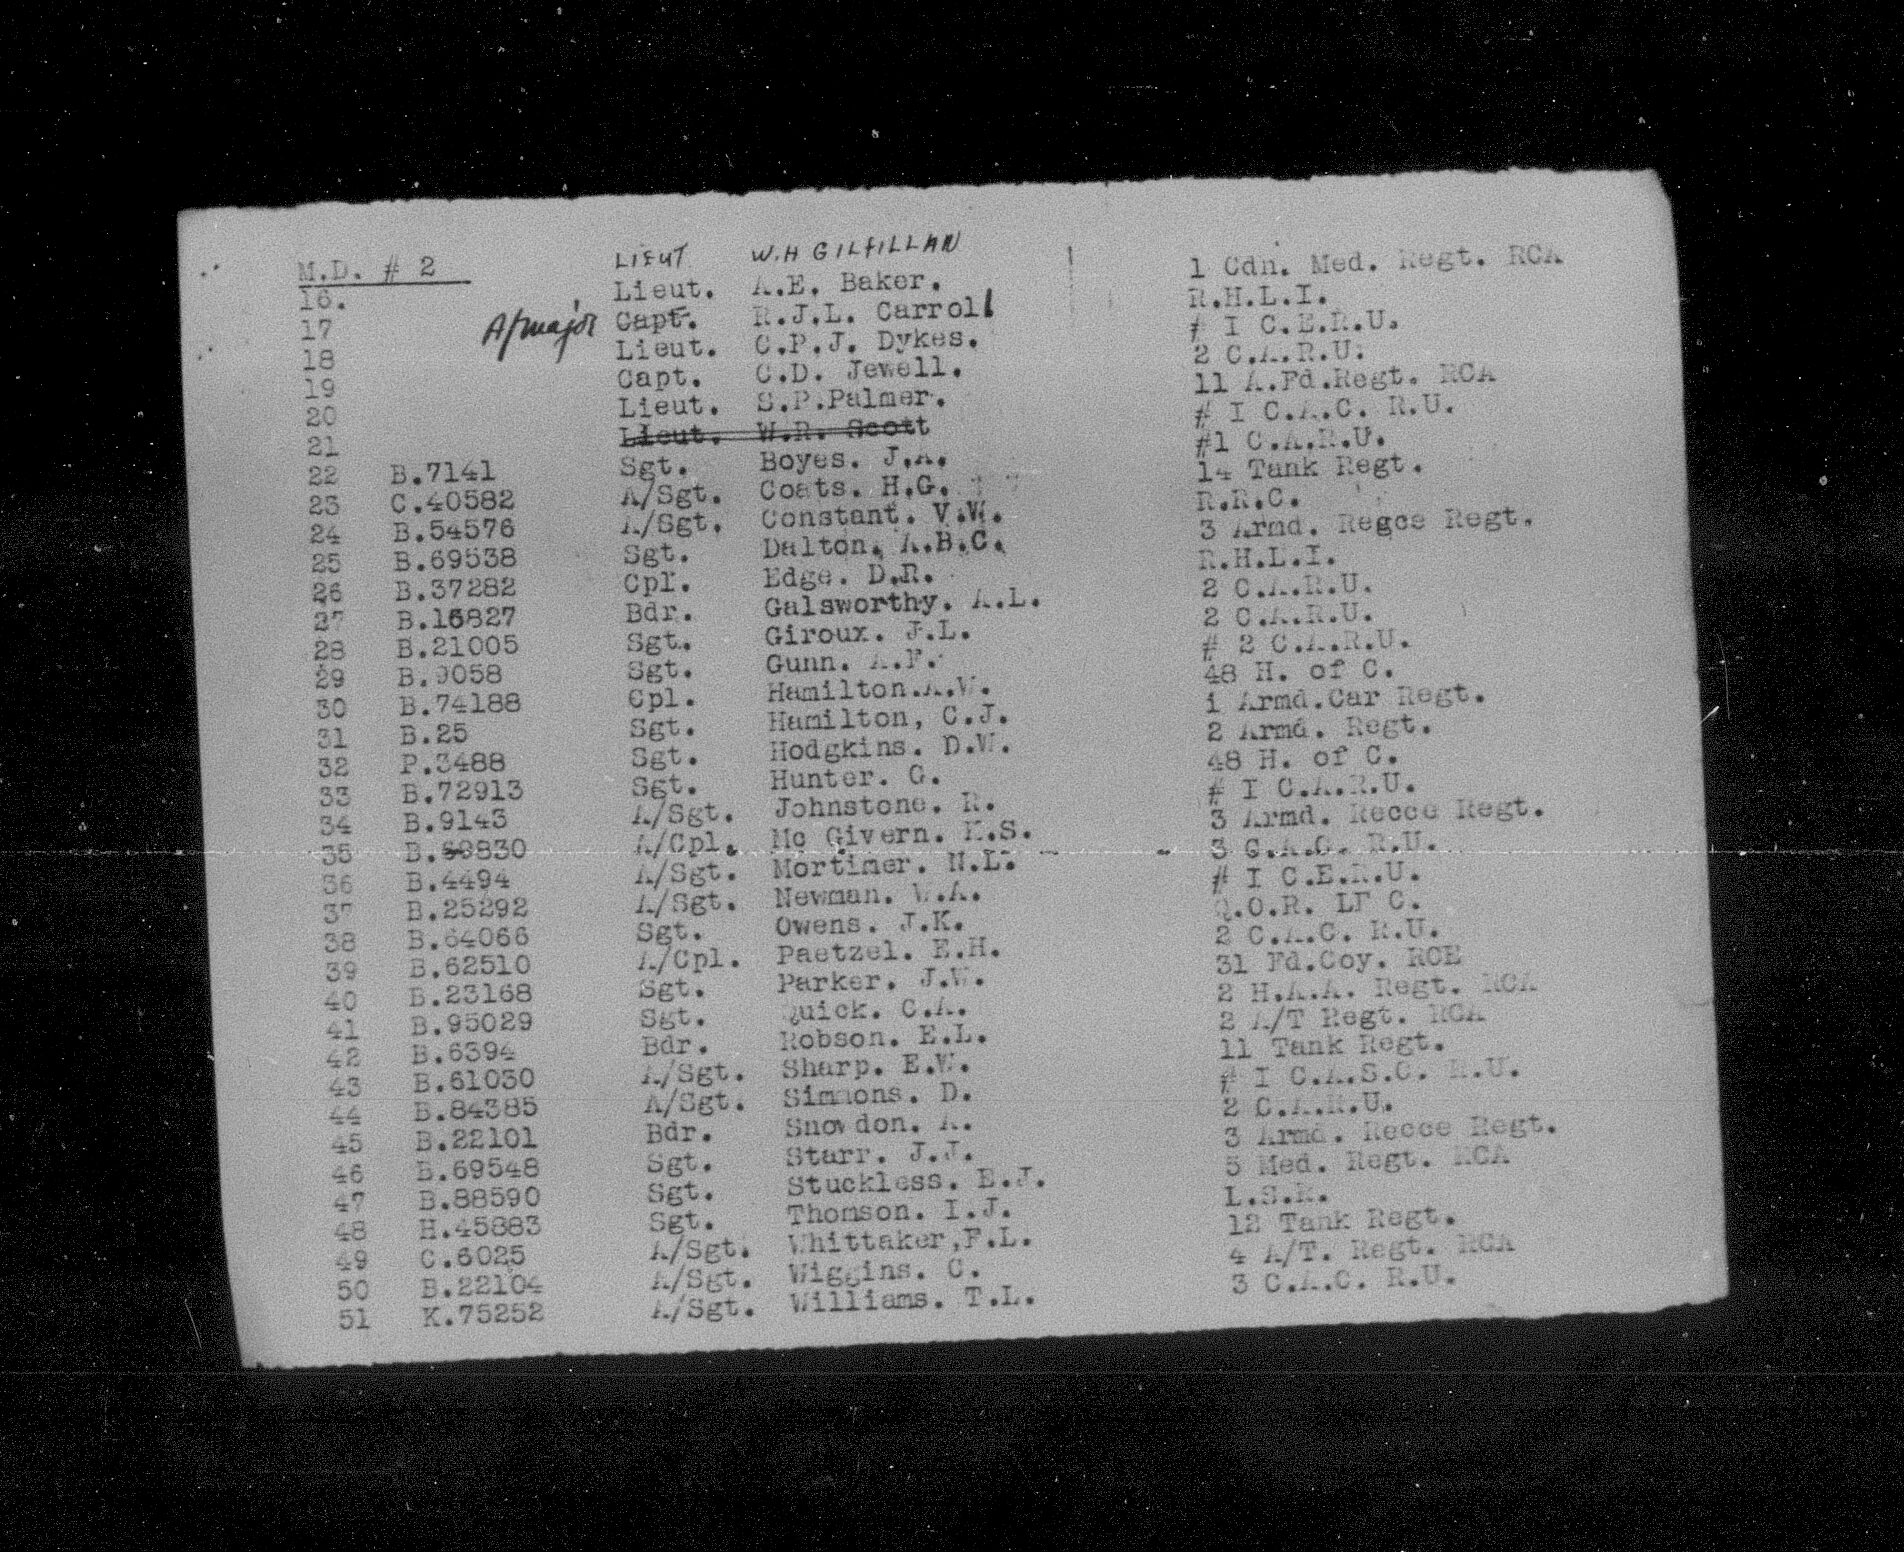 LIEUT W.H GILFILLAN
M.D. # 2
16. Lieut. A.E. Baker. 1 Cdn. Med. Regt. RCA
17 A/major Capt. R.J.L. Carroll R.H.L.I.
18 Lieut. C.P.J. Dykes. # I C.E.R.U.
19 Capt. C.D. Jewell. 2 C.A.R.U.
20 Lieut. S.P.Palmer. 11 A.Fd.Regt. RCA
21 Lieut. W.R. Scott # I C.A.C. R.U.
22 B.7141 Sgt. Boyes. J.A. #1 C.A.R.U.
23 C.40582 A/Sgt. Coats. H.G. 14 Tank Regt.
24 B.54576 A/Sgt. Constant. V.W. R.R.C.
25 B.69538 Sgt. Dalton. A.B.C. 3 Armd. Recce Regt.
26 B.37282 Cpl. Edge. D.R. R.H.L.I.
27 B.15827 Bdr. Galsworthy. A.L. 2 C.A.R.U.
28 B.21005 Sgt. Giroux. J.L. 2 C.A.R.U.
29 B.9058 Sgt. Gunn. A.F. # 2 C.A.R.U.
30 B.74188 Cpl. Hamilton.A.W. 48 H. of C.
31 B.25 Sgt. Hamilton, C.J. 1 Armd.Car Regt.
32 P.3488 Sgt. Hodgkins. D.W. 2 Armd. Regt.
33 B.72913 Sgt. Hunter. G. 48 H. of C.
34 B.9143 A/Sgt. Johnstone. R. # I C.A.R.U.
35 B.59830 A/Cpl. Mc Givern. K.S. 3 Armd. Recce Regt.
36 B.4494 A/Sgt. Mortimer. N.L. 3 C.A.C. R.U.
37 B.25292 A/Sgt. Newman. W.A. # I C.E.R.U.
38 B.64066 Sgt. Owens. J.K. Q.O.R. LF C.
39 B.62510 A/Cpl. Paetzel. E.H. 2 C.A.C. R.U.
40 B.23168 Sgt. Parker. J.W. 31 Fd.Coy. RCE
41 B.95029 Sgt. Quick. C.A. 2 H.A.A. Regt. RCA
42 B.6394 Bdr. Robson. E.L. 2 A/T Regt. RCA
43 B.61030 A/Sgt. Sharp. E.W. 11 Tank Regt.
44 B.84385 A/Sgt. Simmons. D. # I C.A.S.C. R.U.
45 B.22101 Bdr. Snowdon. A. 2 C.A.R.U.
46 B.69548 Sgt. Starr. J.J. 3 Armd. Recce Regt.
47 B.88590 Sgt. Stuckless. E.J. 5 Med. Regt. RCA
48 H.45883 Sgt. Thomson. I.J. L.S.R.
49 C.6025 A/Sgt. Whittaker,F.L. 12 Tank Regt.
50 B.22104 A/Sgt. Wiggins. C. 4 A/T. Regt. RCA
51 K.75252 A/Sgt. Williams. T.L. 3 C.A.C. R.U.